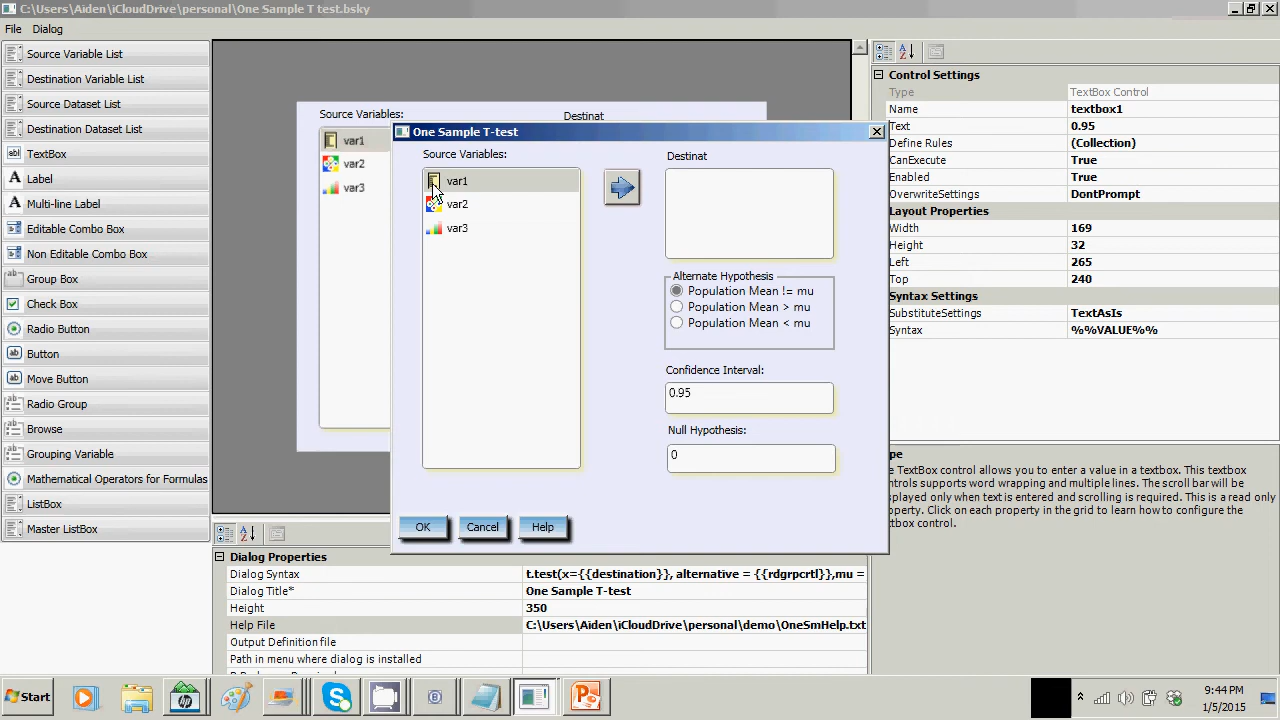 C:\Users\Aiden\iCloudDrive\personal\One Sample T test.bsky
File Dialog
Source Variable List
Destination Variable List
Source Dataset List
Destination Dataset List
TextBox
Label
Multi-line Label
Editable Combo Box
Non Editable Combo Box
Group Box
Check Box
Radio Button
Button
Move Button
Radio Group
Browse
Grouping Variable
Mathematical Operators for Formulas
ListBox
Master ListBox
Source Variables:
Destinat
var1
var2
var3
One Sample T-test
Source Variables:
var1
var2
var3
Destinat
Alternate Hypothesis
Population Mean != mu
Population Mean > mu
Population Mean < mu
Confidence Interval:
0.95
Null Hypothesis:
0
OK Cancel Help
Control Settings
Type TextBox Control
Name textbox1
Text 0.95
Define Rules (Collection)
CanExecute True
Enabled True
OverwriteSettings DontPrompt
Layout Properties
Width 169
Height 32
Left 265
Top 240
Syntax Settings
SubstituteSettings TextAsIs
Syntax %%VALUE%%
pe
e TextBox control allows you to enter a value in a textbox. This textbox
ntrols supports word wrapping and multiple lines. The scroll bar will
played only when text is entered and scrolling is required. This is a read only
operty. Click on each property in the grid to learn how to configure the
tbox control.
Dialog Properties
Dialog Syntax t.test(x={{destination}}, alternative = {{rdgrpcrtl}},mu =
Dialog Title* One Sample T-test
Height 350
Help File C:\Users\Aiden\iCloudDrive\personal\demo\OneSmHelp.txt
Output Definition file
Path in menu where dialog is installed
Start
9:44 PM
1/5/2015